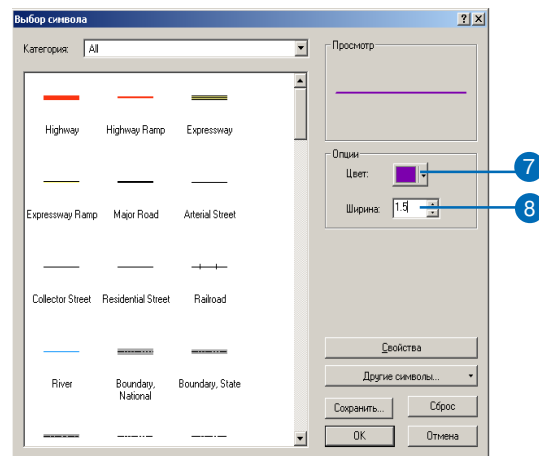 Выбор символа
Категория: All
Просмотр
Highway Highway Ramp Expressway
Опции
Цвет: 7
Ширина: 1.5 8
Expressway Ramp Major Road Arterial Street
Collector Street Residential Street Railroad
River Boundary, National Boundary, State
Свойства
Другие символы...
Сохранить... Сброс
OK Отмена